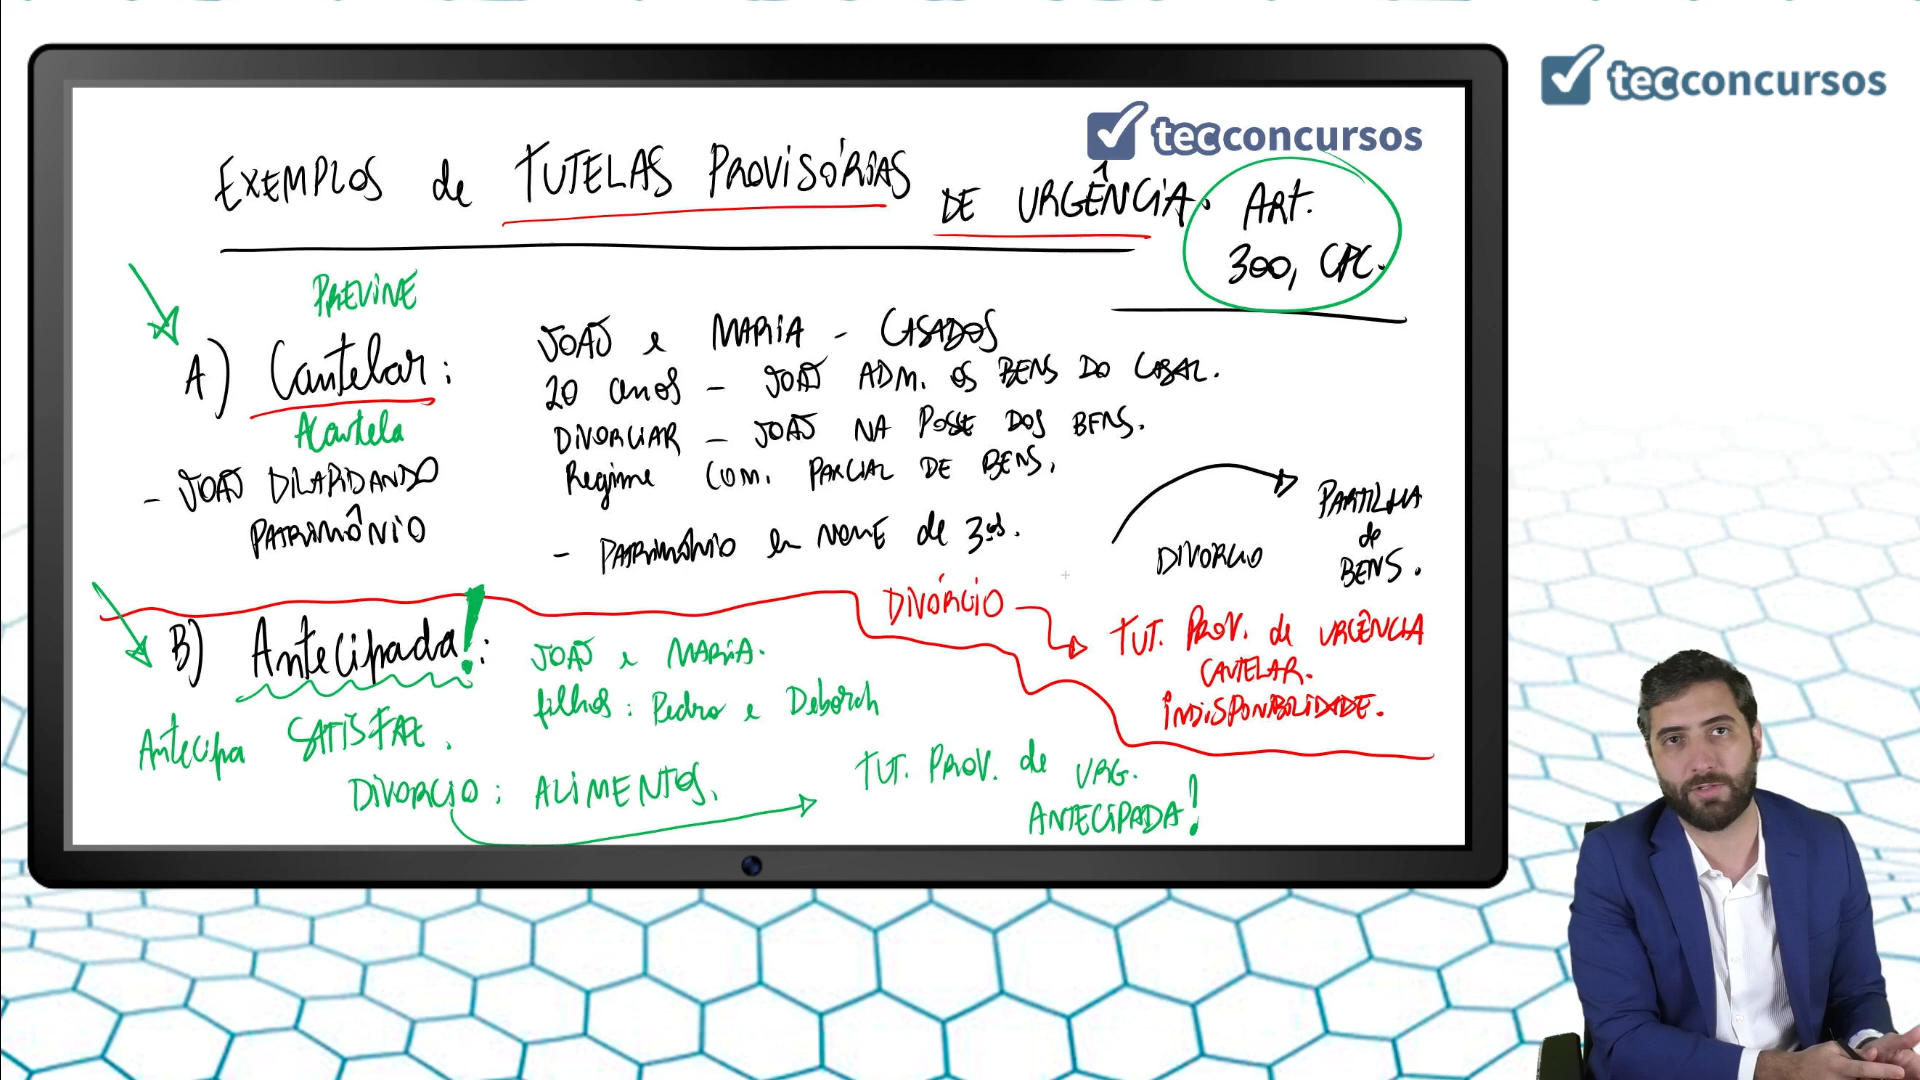 tecconcursos
tecconcursos
EXEMPLOS de TUTELAS PROVISÓRIAS DE URGÊNCIA.
ART.
300, CPC.
PREVINE
A) Cautelar:
Acautela
- JOÃO DILAPIDANDO
PATRIMÔNIO
JOÃO e MARIA - CASADOS
20 anos - JOÃO ADM. OS BENS DO CASAL.
DIVORCIAR - JOÃO NA POSSE DOS BENS.
Regime COM. PARCIAL DE BENS.
- PATRIMÔNIO em NOME de 3os.
DIVORCIO
PARTILHA
de
BENS.
DIVÓRCIO
TUT. PROV. de URGÊNCIA
CAUTELAR.
INDISPONIBILIDADE.
B) Antecipada!:
Antecipa SATISFAZ.
JOÃO e MARIA.
filhos: Pedro e Deborah
DIVORCIO: ALIMENTOS.
TUT. PROV. de URG.
ANTECIPADA!